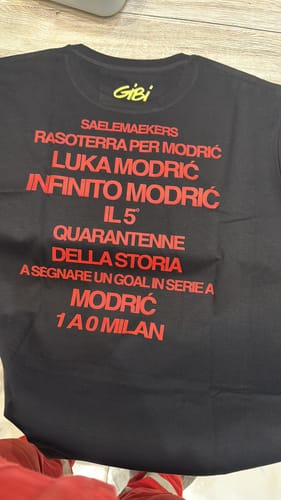 GiBi
SAELEMAEKERS
RASOTERRA PER MODRIĆ
LUKA MODRIĆ
INFINITO MODRIĆ
IL 5°
QUARANTENNE
DELLA STORIA
A SEGNARE UN GOAL IN SERIE A
MODRIĆ
1 A 0 MILAN